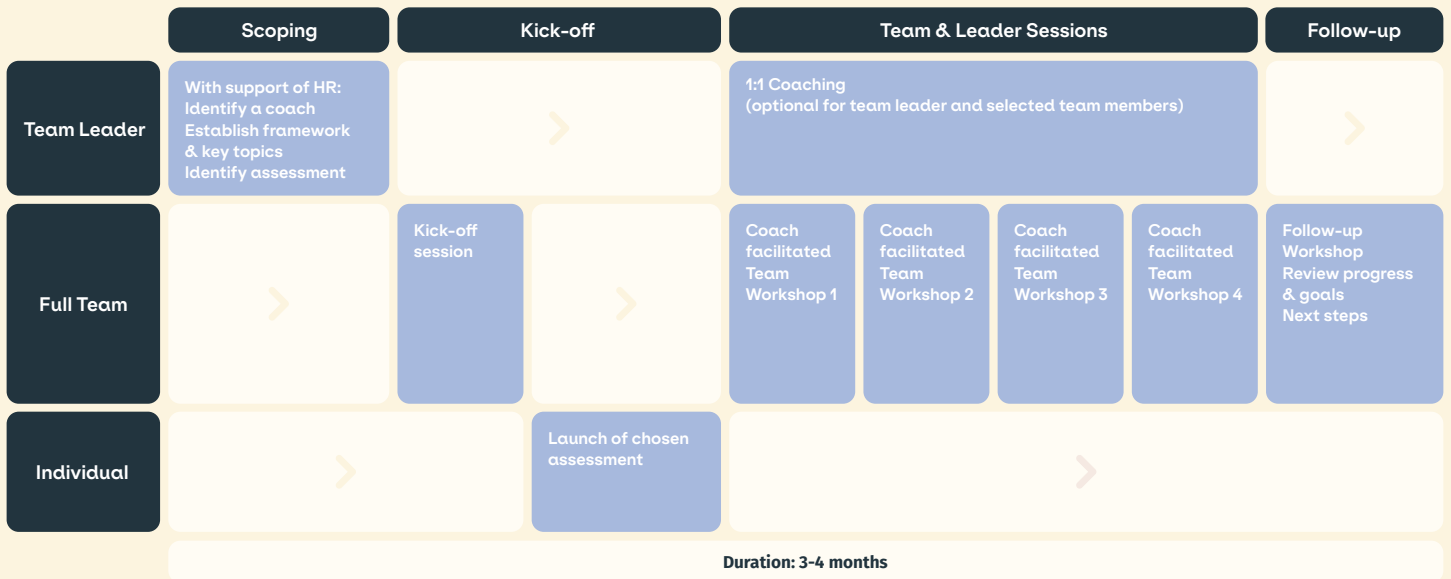 Scoping
Kick-off
Team & Leader Sessions
Follow-up
Team Leader
With support of HR:
Identify a coach
Establish framework
& key topics
Identify assessment
1:1 Coaching
(optional for team leader and selected team members)
Full Team
Kick-off
session
Coach
facilitated
Team
Workshop 1
Coach
facilitated
Team
Workshop 2
Coach
facilitated
Team
Workshop 3
Coach
facilitated
Team
Workshop 4
Follow-up
Workshop
Review progress
& goals
Next steps
Individual
Launch of chosen
assessment
Duration: 3-4 months